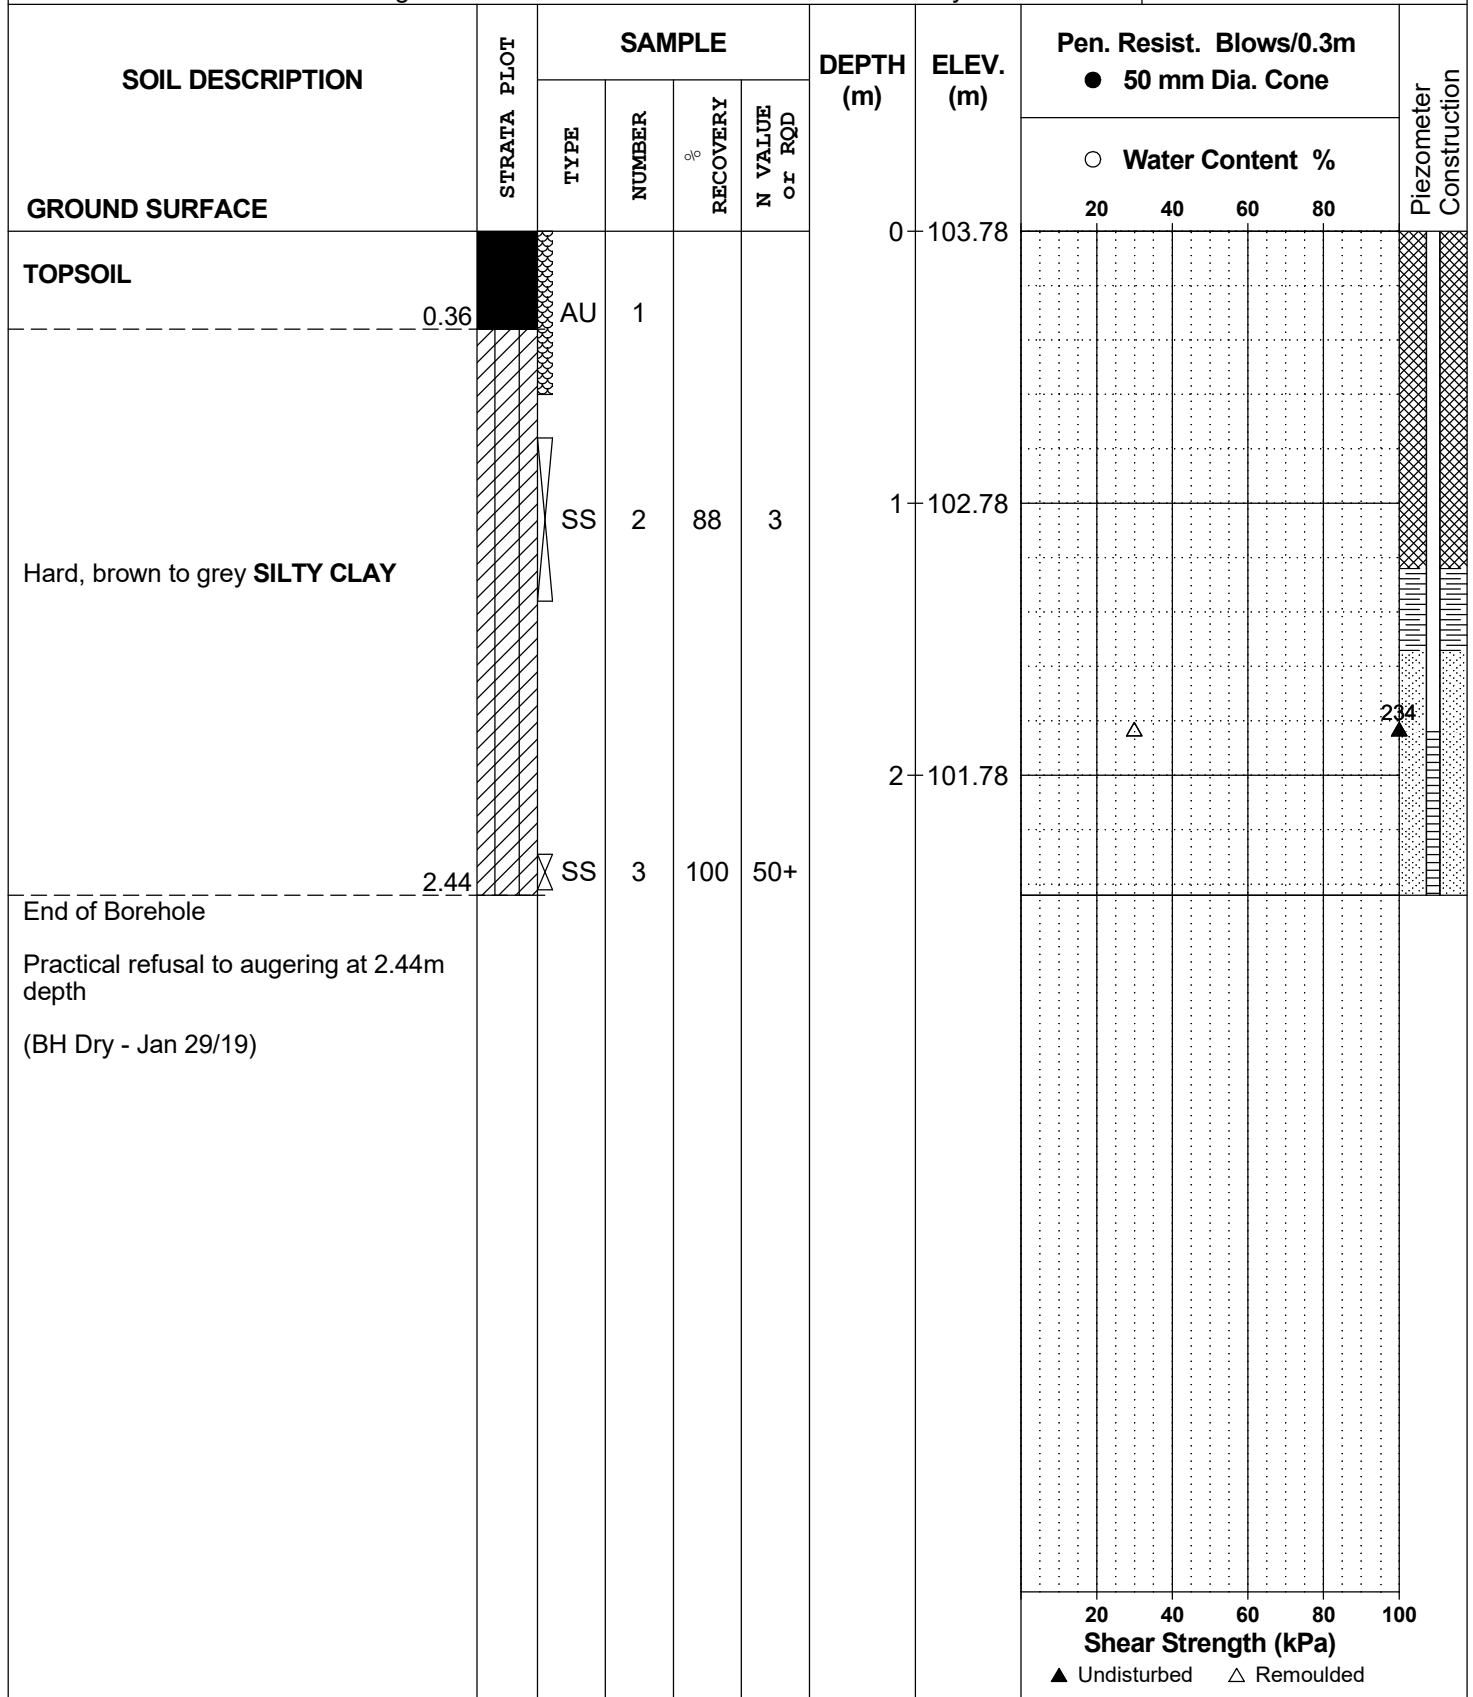 SOIL DESCRIPTION
GROUND SURFACE
STRATA PLOT
SAMPLE
TYPE
NUMBER
%
RECOVERY
N VALUE
or RQD
DEPTH
(m)
ELEV.
(m)
Pen. Resist. Blows/0.3m
● 50 mm Dia. Cone
○ Water Content %
20 40 60 80
Piezometer
Construction
0 103.78
TOPSOIL
0.36
AU 1
1 102.78
SS 2 88 3
Hard, brown to grey SILTY CLAY
234
2 101.78
SS 3 100 50+
2.44
End of Borehole
Practical refusal to augering at 2.44m
depth
(BH Dry - Jan 29/19)
20 40 60 80 100
Shear Strength (kPa)
▲ Undisturbed △ Remoulded